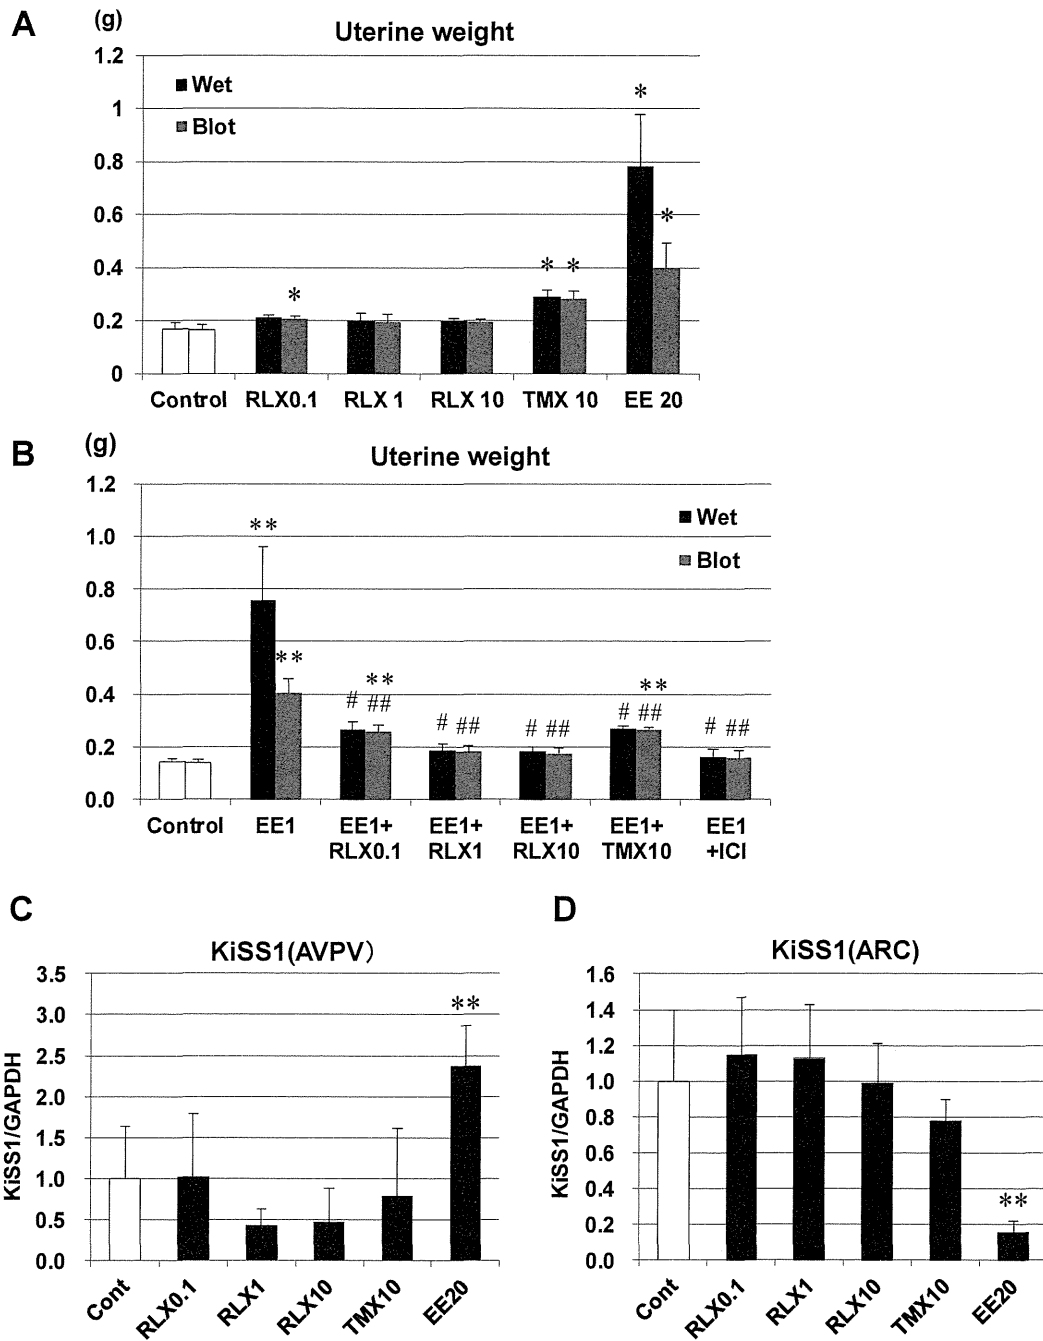 A
(g)
Uterine weight
1.2
1
0.8
0.6
0.4
0.2
0
Wet
Blot
*
* *
*
*
Control RLX0.1 RLX 1 RLX 10 TMX 10 EE 20
B
(g)
Uterine weight
1.2
1.0
0.8
0.6
0.4
0.2
0.0
Wet
Blot
**
**
**
# ##
# ##
# ##
**
# ##
# ##
Control EE1 EE1+ EE1+ EE1+ EE1+ EE1
RLX0.1 RLX1 RLX10 TMX10 +ICI
C
KiSS1(AVPV)
KiSS1/GAPDH
3.5
3.0
2.5
2.0
1.5
1.0
0.5
0.0
**
Cont RLX0.1 RLX1 RLX10 TMX10 EE20
D
KiSS1(ARC)
KiSS1/GAPDH
1.6
1.4
1.2
1.0
0.8
0.6
0.4
0.2
0.0
**
Cont RLX0.1 RLX1 RLX10 TMX10 EE20